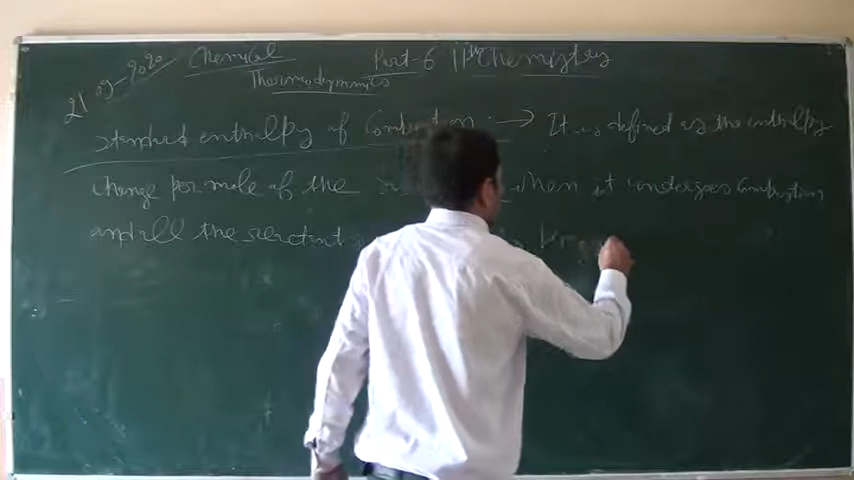 21-09-2020 Chemical Part-6 11th Chemistry
Thermodynamics
Standard enthalpy of Combustion :→ It is defined as the enthalpy
change per mole of the when it undergoes Combustion
and all the reactant